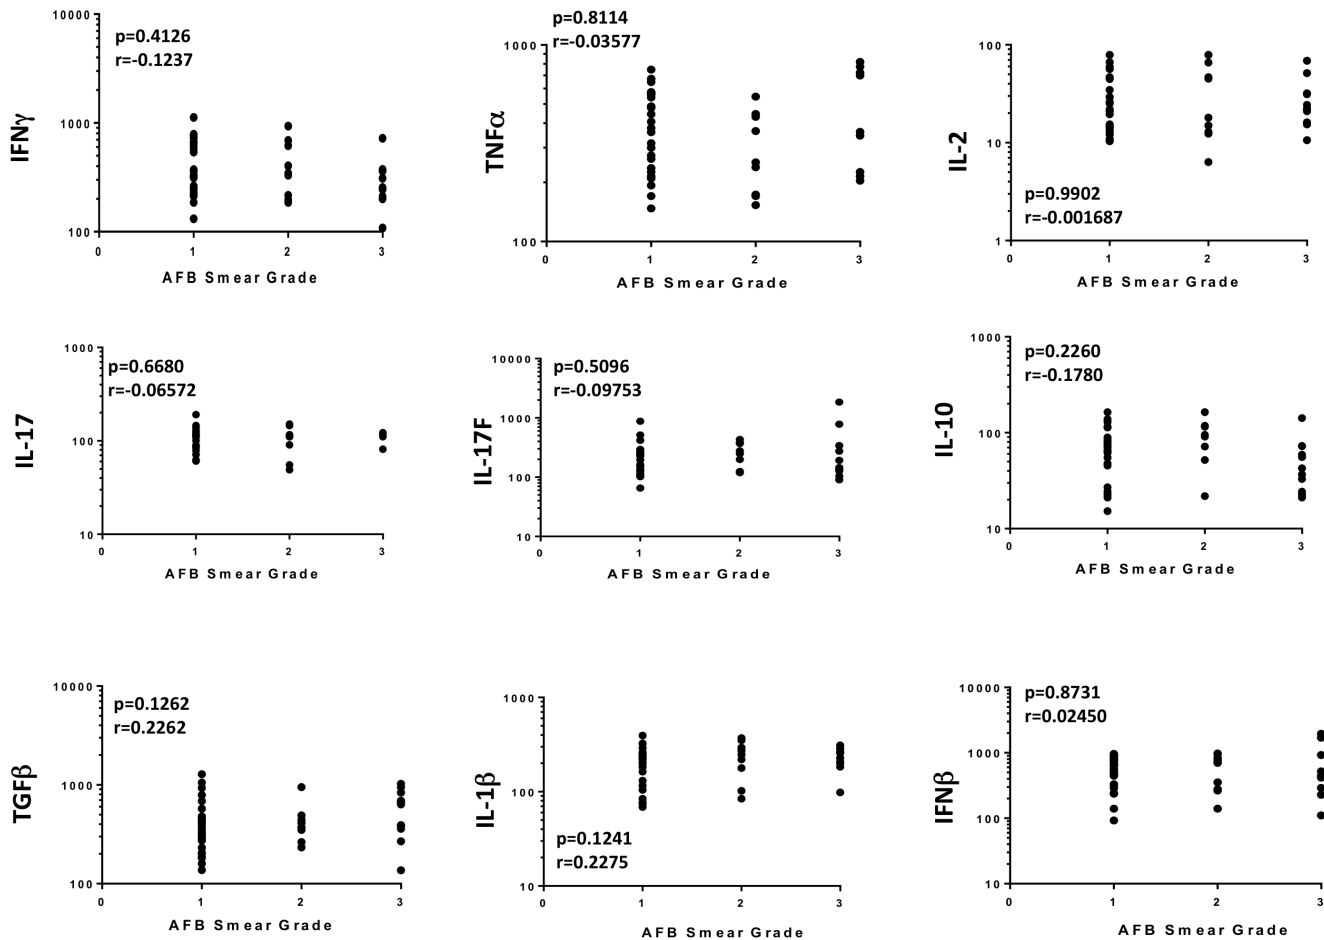 10000
1000
100
IFNγ
p=0.4126
r=-0.1237
0 1 2 3
AFB Smear Grade
1000
100
TNFα
p=0.8114
r=-0.03577
0 1 2 3
AFB Smear Grade
100
10
1
IL-2
p=0.9902
r=-0.001687
0 1 2 3
AFB Smear Grade
1000
100
10
IL-17
p=0.6680
r=-0.06572
0 1 2 3
AFB Smear Grade
10000
1000
100
10
IL-17F
p=0.5096
r=-0.09753
0 1 2 3
AFB Smear Grade
1000
100
10
IL-10
p=0.2260
r=-0.1780
0 1 2 3
AFB Smear Grade
10000
1000
100
TGFβ
p=0.1262
r=0.2262
0 1 2 3
AFB Smear Grade
1000
100
10
IL-1β
p=0.1241
r=0.2275
0 1 2 3
AFB Smear Grade
10000
1000
100
10
IFNβ
p=0.8731
r=0.02450
0 1 2 3
AFB Smear Grade